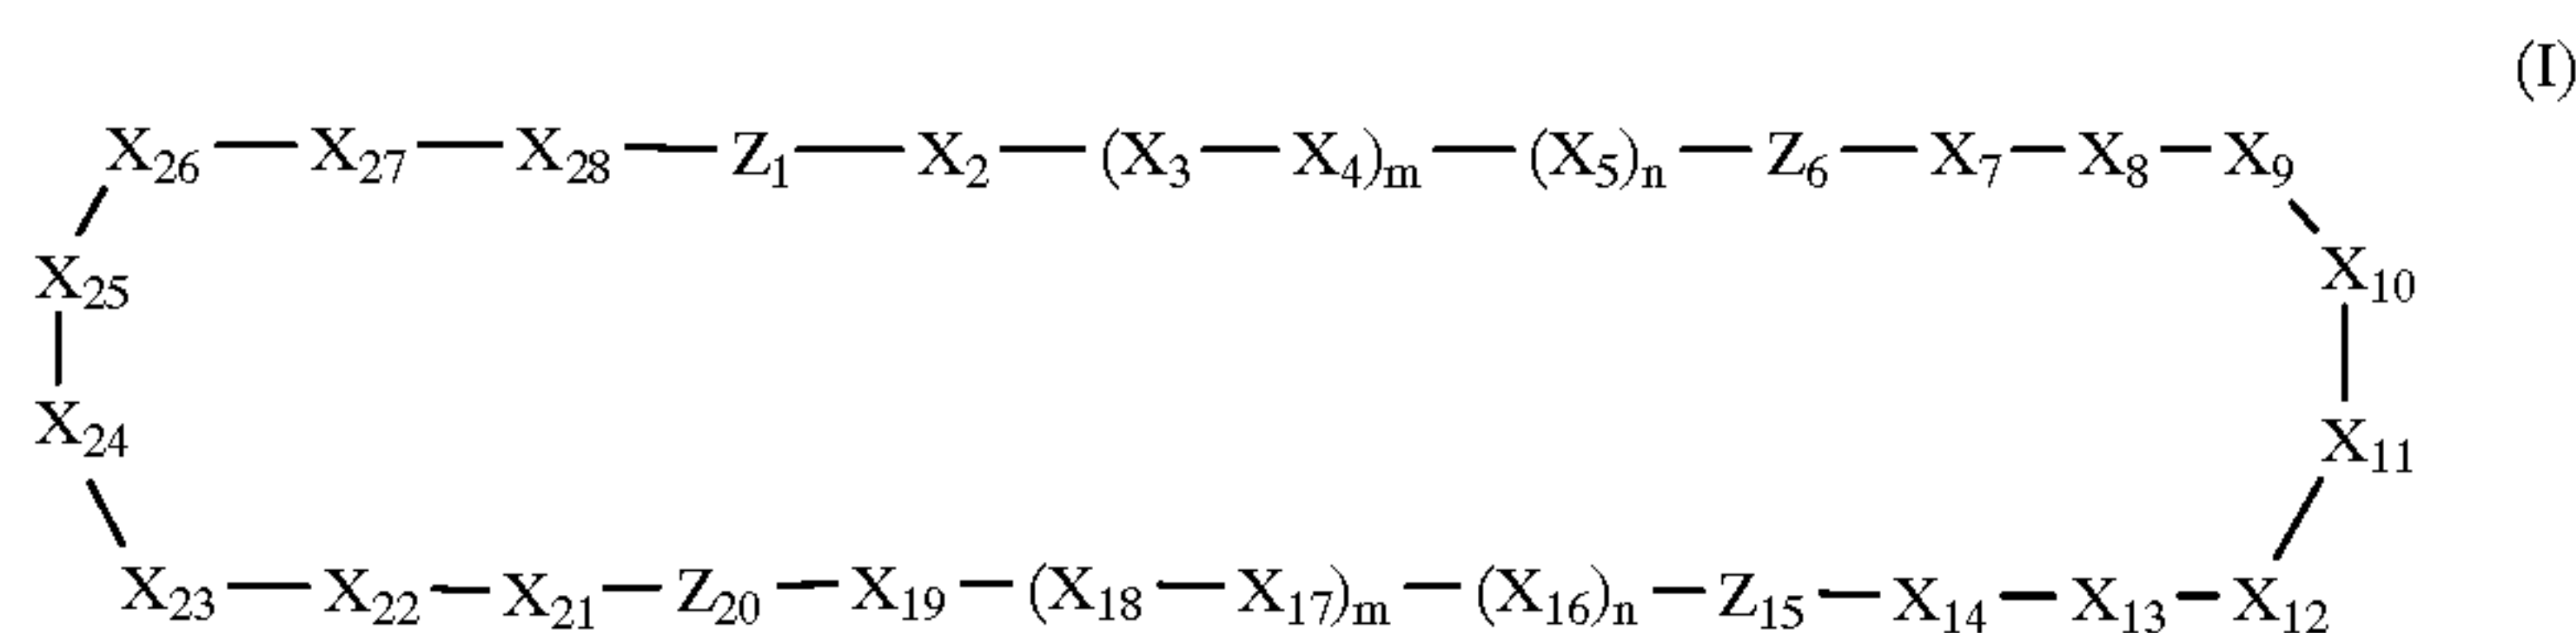 (I)
X26—X27—X28—Z1—X2—(X3—X4)m—(X5)n—Z6—X7—X8—X9
X25 X10
X24 X11
X23—X22—X21—Z20—X19—(X18—X17)m—(X16)n—Z15—X14—X13—X12